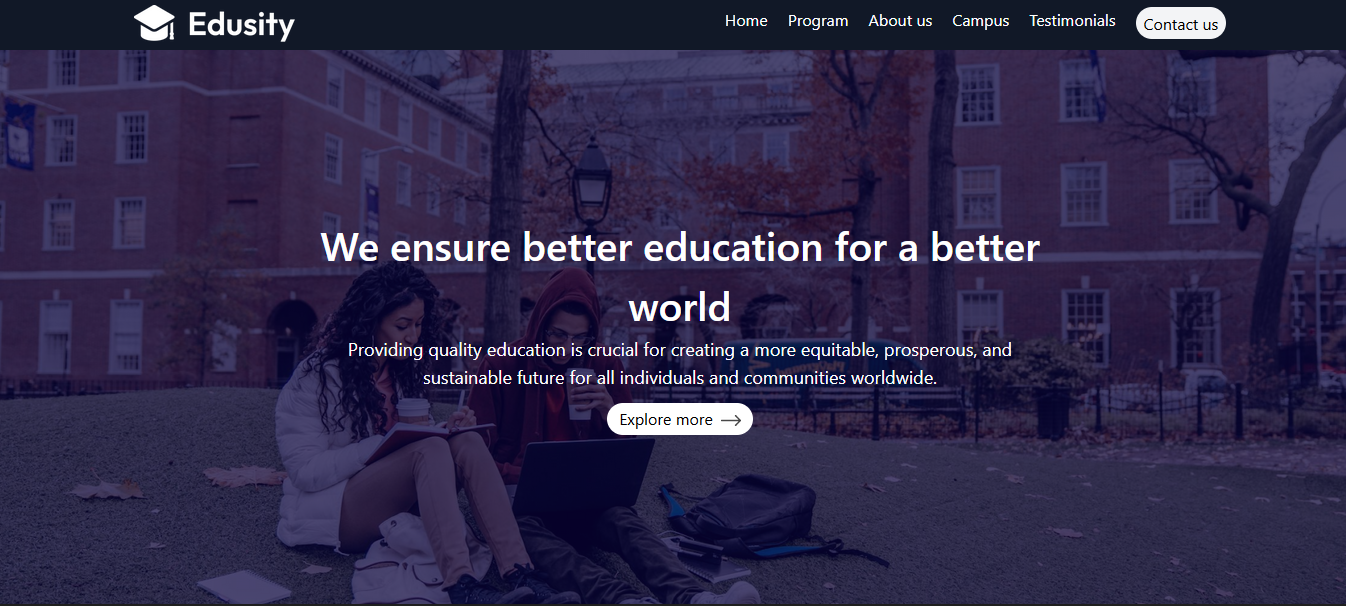 Edusity
Home Program About us Campus Testimonials Contact us
We ensure better education for a better
world
Providing quality education is crucial for creating a more equitable, prosperous, and
sustainable future for all individuals and communities worldwide.
Explore more